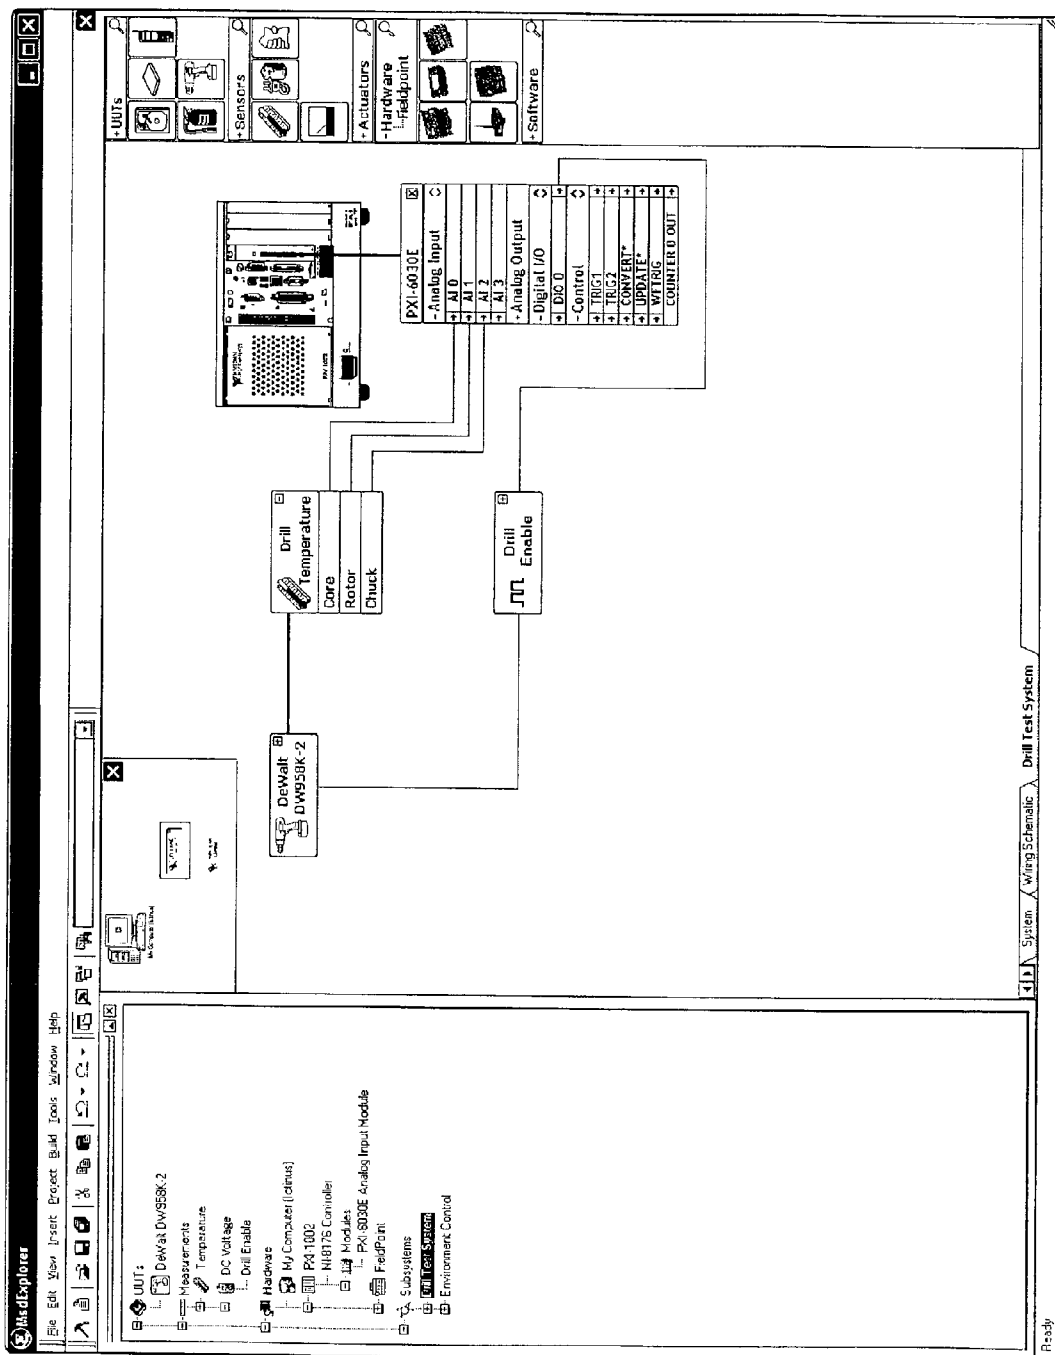 MsdExplorer
File Edit View Insert Project Build Tools Window Help
UUTs
DeWalt DW958K-2
Measurements
Temperature
DC Voltage
Drill Enable
Hardware
My Computer (Ictinus)
PXI-1002
NI-8176 Controller
Modules
PXI-6030E Analog Input Module
FieldPoint
Subsystems
Drill Test System
Environment Control
DeWalt
DW958K-2
Drill
Temperature
Core
Rotor
Chuck
Drill
Enable
PXI-6030E
- Analog Input
AI 0
AI 1
AI 2
AI 3
+ Analog Output
- Digital I/O
DIO 0
- Control
TRIG1
TRIG2
CONVERT*
UPDATE*
WFTRIG
COUNTER 0 OUT
+ UUTs
+ Sensors
+ Actuators
- Hardware
Fieldpoint
+ Software
System
Wiring Schematic
Drill Test System
Ready